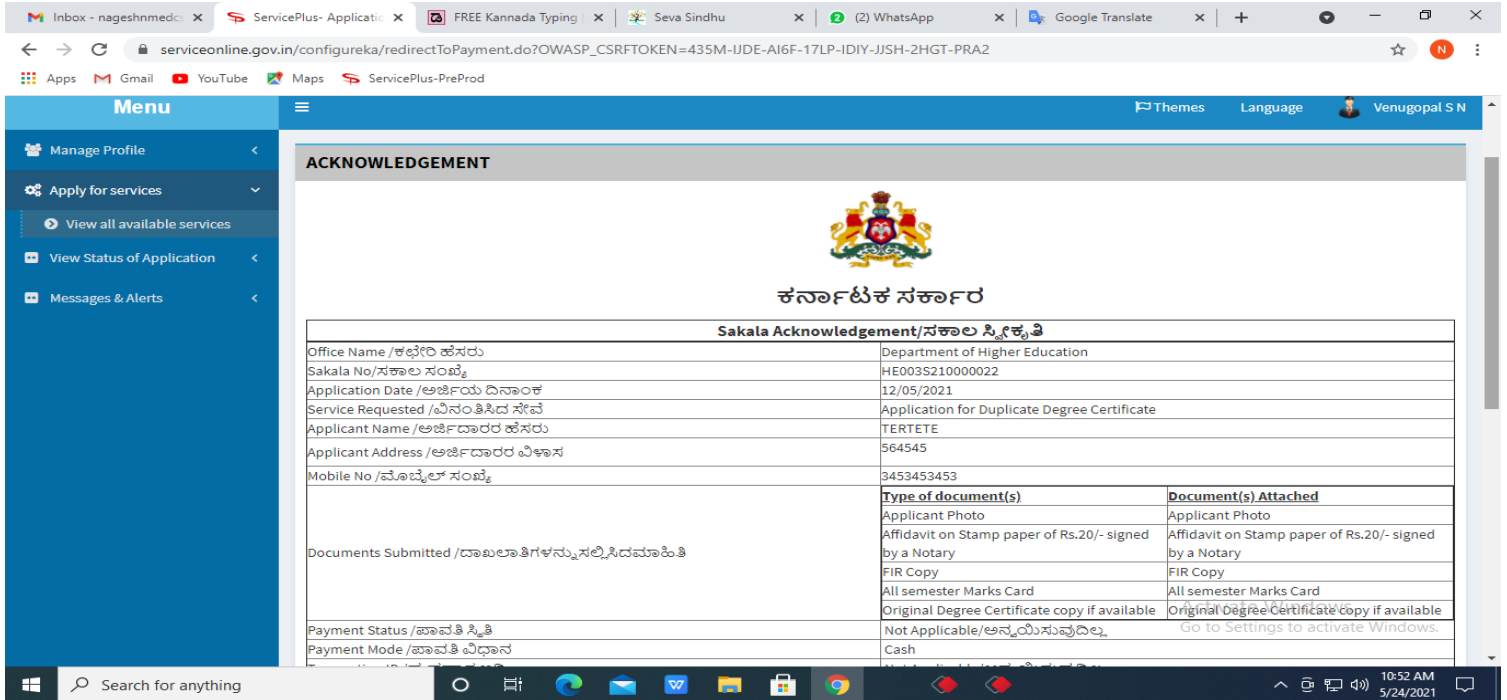 Inbox - nageshnmedcs
ServicePlus- Applicatio
FREE Kannada Typing
Seva Sindhu
(2) WhatsApp
Google Translate
serviceonline.gov.in/configureka/redirectToPayment.do?OWASP_CSRFTOKEN=435M-IJDE-AI6F-17LP-IDIY-JJSH-2HGT-PRA2
N
Apps Gmail YouTube Maps ServicePlus-PreProd
Menu
Themes Language Venugopal S N
Manage Profile
Apply for services
View all available services
View Status of Application
Messages & Alerts
ACKNOWLEDGEMENT
ಕರ್ನಾಟಕ ಸರ್ಕಾರ
Sakala Acknowledgement/ಸಕಾಲ ಸ್ವೀಕೃತಿ
Office Name /ಕಛೇರಿ ಹೆಸರು Department of Higher Education
Sakala No/ಸಕಾಲ ಸಂಖ್ಯೆ HE003S210000022
Application Date /ಅರ್ಜಿಯ ದಿನಾಂಕ 12/05/2021
Service Requested /ವಿನಂತಿಸಿದ ಸೇವೆ Application for Duplicate Degree Certificate
Applicant Name /ಅರ್ಜಿದಾರರ ಹೆಸರು TERTETE
Applicant Address /ಅರ್ಜಿದಾರರ ವಿಳಾಸ 564545
Mobile No /ಮೊಬೈಲ್ ಸಂಖ್ಯೆ 3453453453
Documents Submitted /ದಾಖಲಾತಿಗಳನ್ನು ಸಲ್ಲಿಸಿದಮಾಹಿತಿ
Type of document(s) Document(s) Attached
Applicant Photo Applicant Photo
Affidavit on Stamp paper of Rs.20/- signed Affidavit on Stamp paper of Rs.20/- signed
by a Notary by a Notary
FIR Copy FIR Copy
All semester Marks Card All semester Marks Card
Original Degree Certificate copy if available Original Degree Certificate copy if available
Payment Status /ಪಾವತಿ ಸ್ಥಿತಿ Not Applicable/ಅನ್ವಯಿಸುವುದಿಲ್ಲ
Payment Mode /ಪಾವತಿ ವಿಧಾನ Cash
Activate Windows
Go to Settings to activate Windows.
Search for anything
10:52 AM
5/24/2021